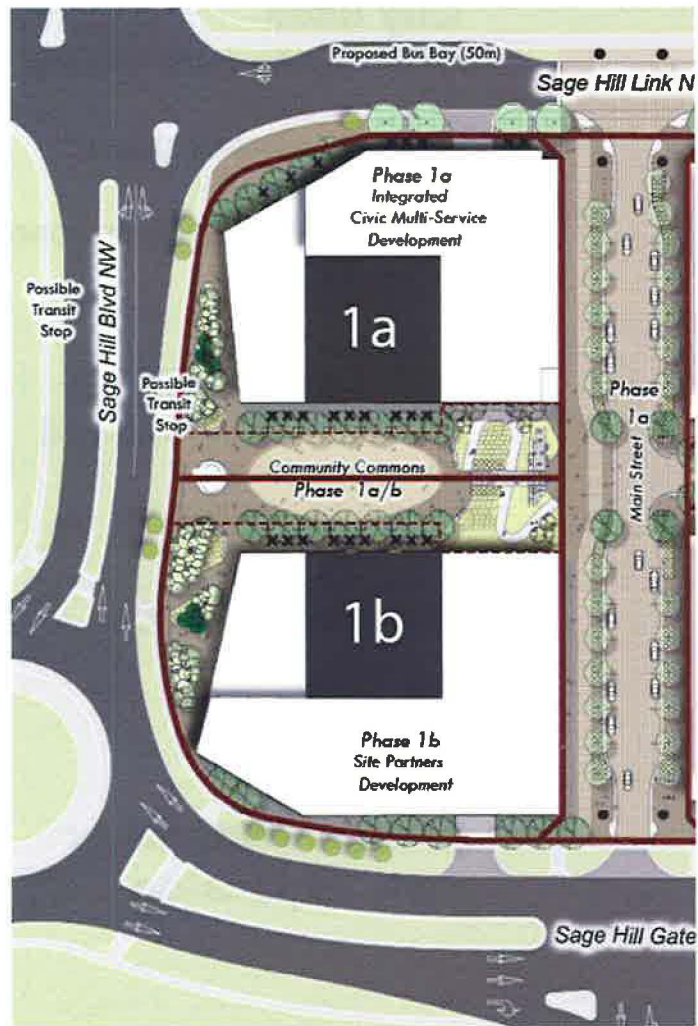 Proposed Bus Bay (50m)
Sage Hill Link N
Phase 1a
Integrated
Civic Multi-Service
Development
Possible
Transit
Stop
Sage Hill Blvd NW
1a
Possible
Transit
Stop
Phase
1a
Main Street
Community Commons
Phase 1a/b
1b
Phase 1b
Site Partners
Development
Sage Hill Gate